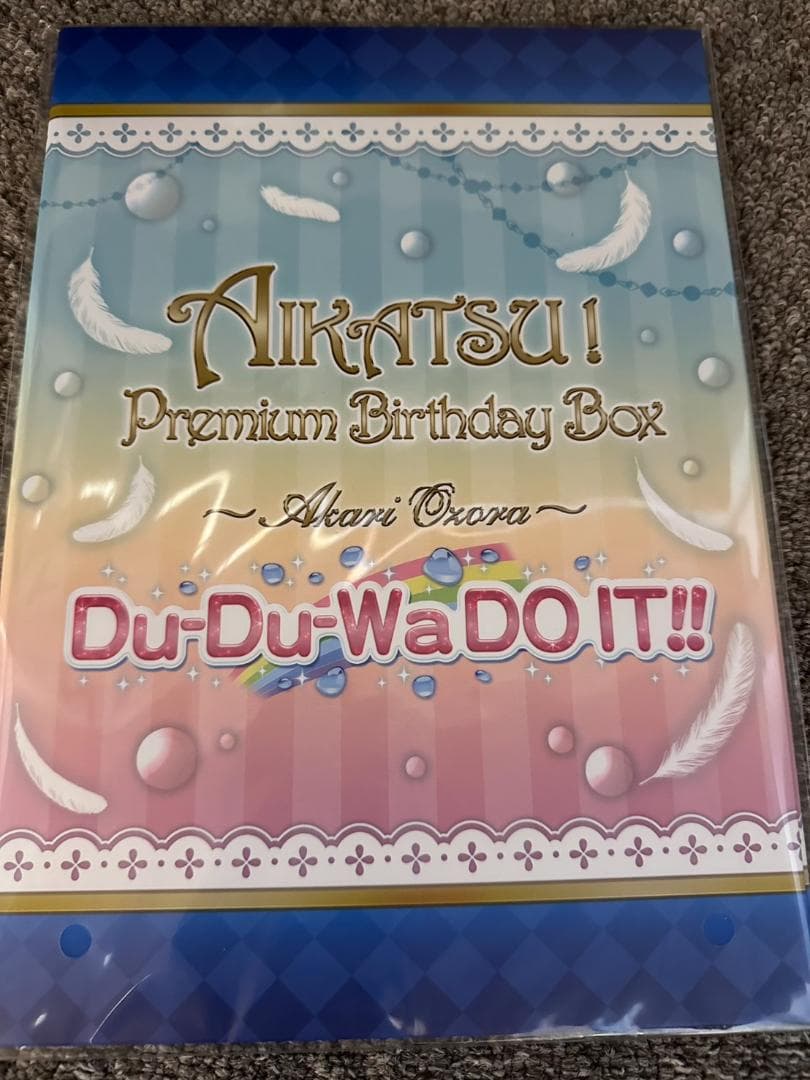 AIKATSU!
Premium Birthday Box
~Akari Ozora~
Du-Du-Wa DO IT!!